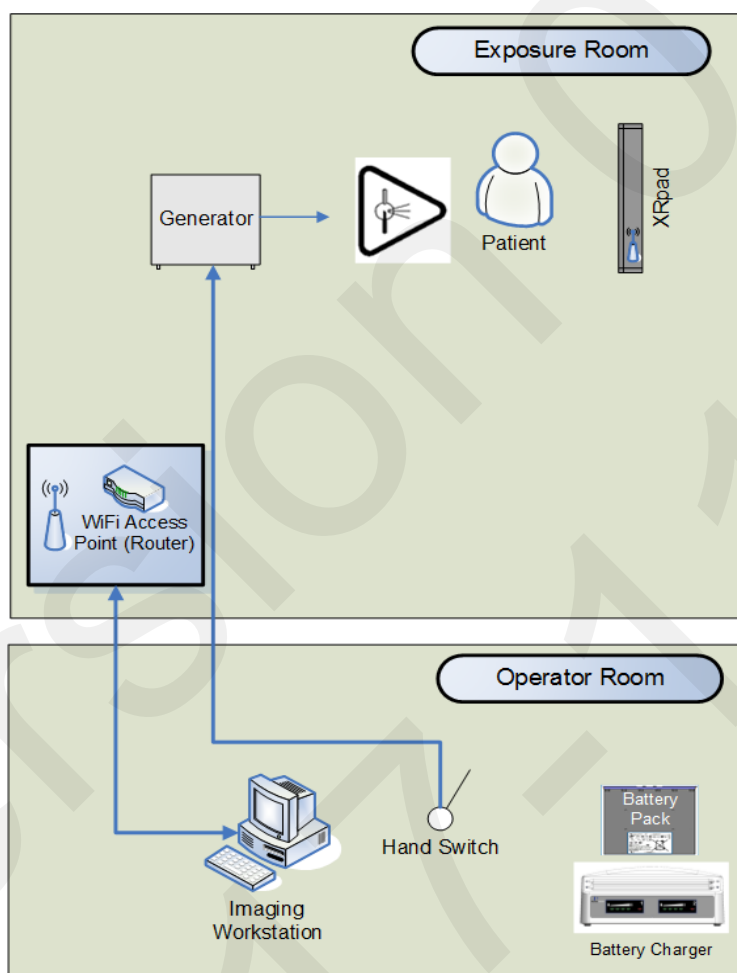 Exposure Room
Generator
Patient
XRpad
WiFi Access
Point (Router)
Operator Room
Imaging
Workstation
Hand Switch
Battery
Pack
Battery Charger